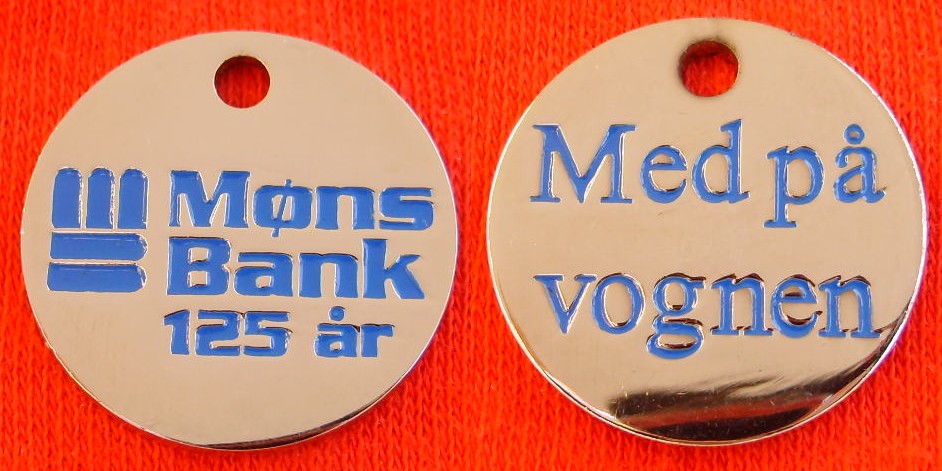 Møns
Bank
125 år
Med på
vognen